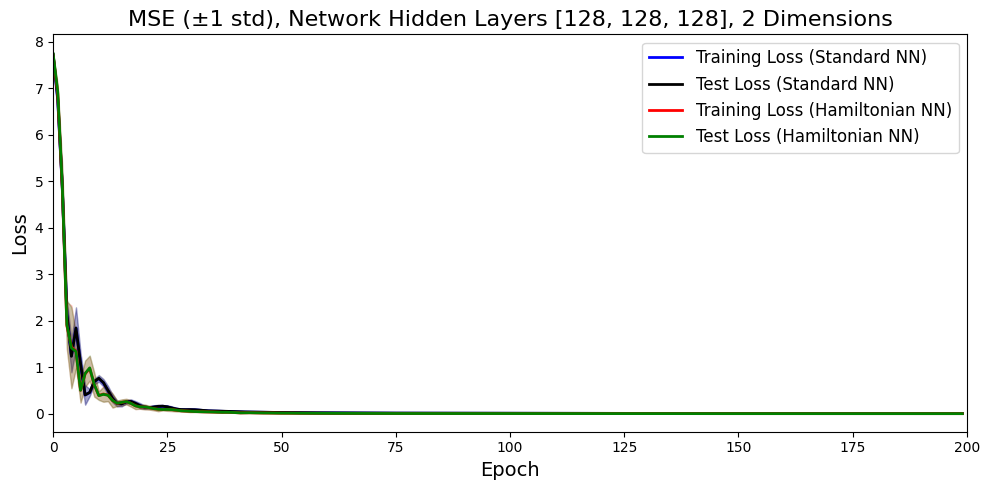 MSE (±1 std), Network Hidden Layers [128, 128, 128], 2 Dimensions
8
7
6
5
4
3
2
1
0
Loss
Training Loss (Standard NN)
Test Loss (Standard NN)
Training Loss (Hamiltonian NN)
Test Loss (Hamiltonian NN)
0 25 50 75 100 125 150 175 200
Epoch